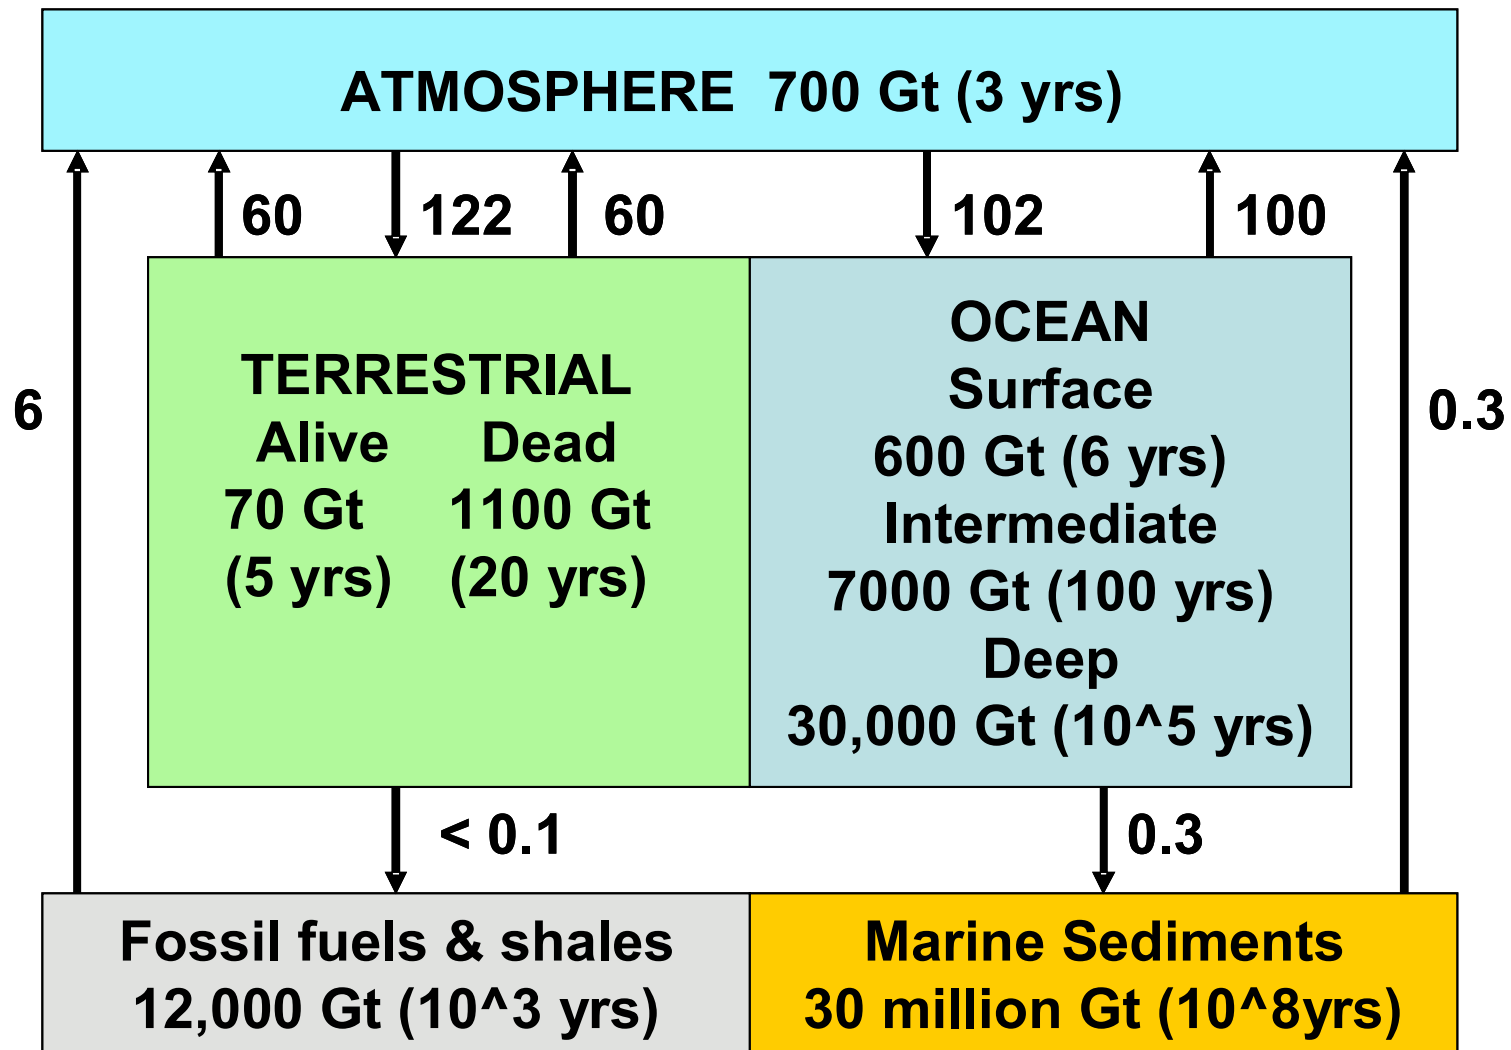 ATMOSPHERE 700 Gt (3 yrs)
60
122
60
102
100
6
0.3
TERRESTRIAL
Alive Dead
70 Gt 1100 Gt
(5 yrs) (20 yrs)
OCEAN
Surface
600 Gt (6 yrs)
Intermediate
7000 Gt (100 yrs)
Deep
30,000 Gt (10^5 yrs)
< 0.1
0.3
Fossil fuels & shales
12,000 Gt (10^3 yrs)
Marine Sediments
30 million Gt (10^8yrs)